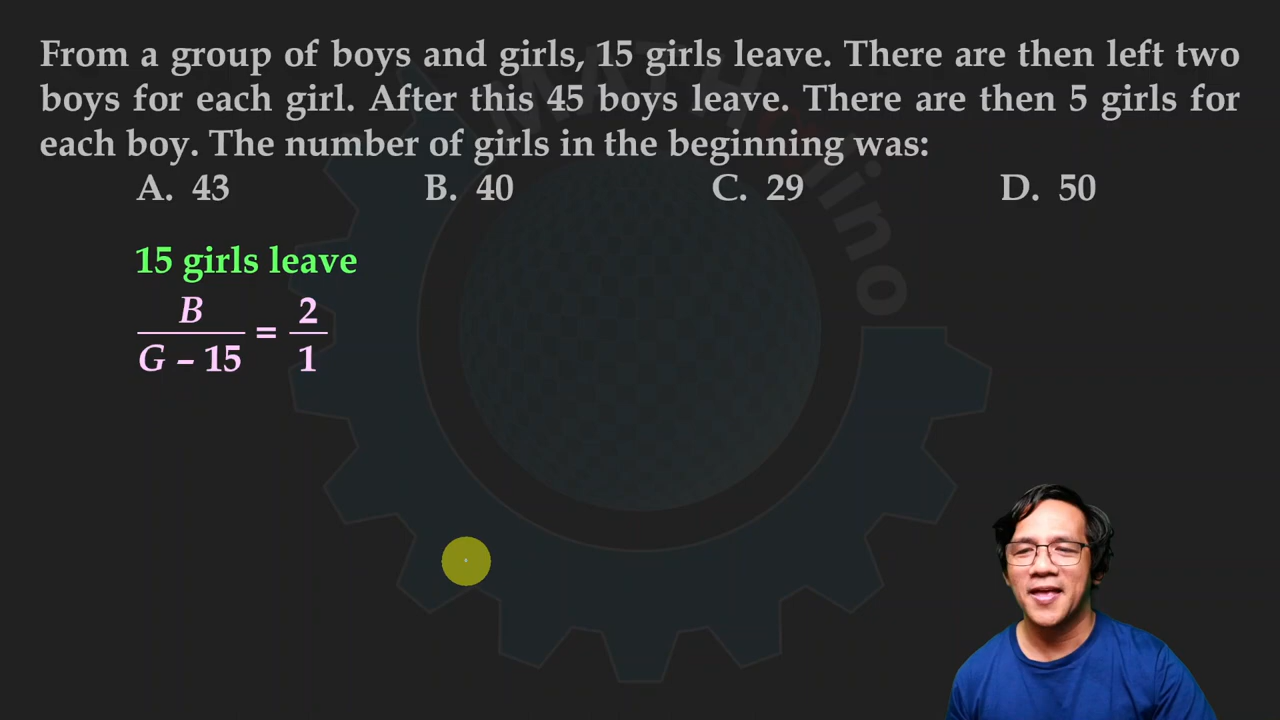 From a group of boys and girls, 15 girls leave. There are then left two
boys for each girl. After this 45 boys leave. There are then 5 girls for
each boy. The number of girls in the beginning was:
A. 43 B. 40 C. 29 D. 50
15 girls leave
B / G – 15 = 2 / 1
MATHalino